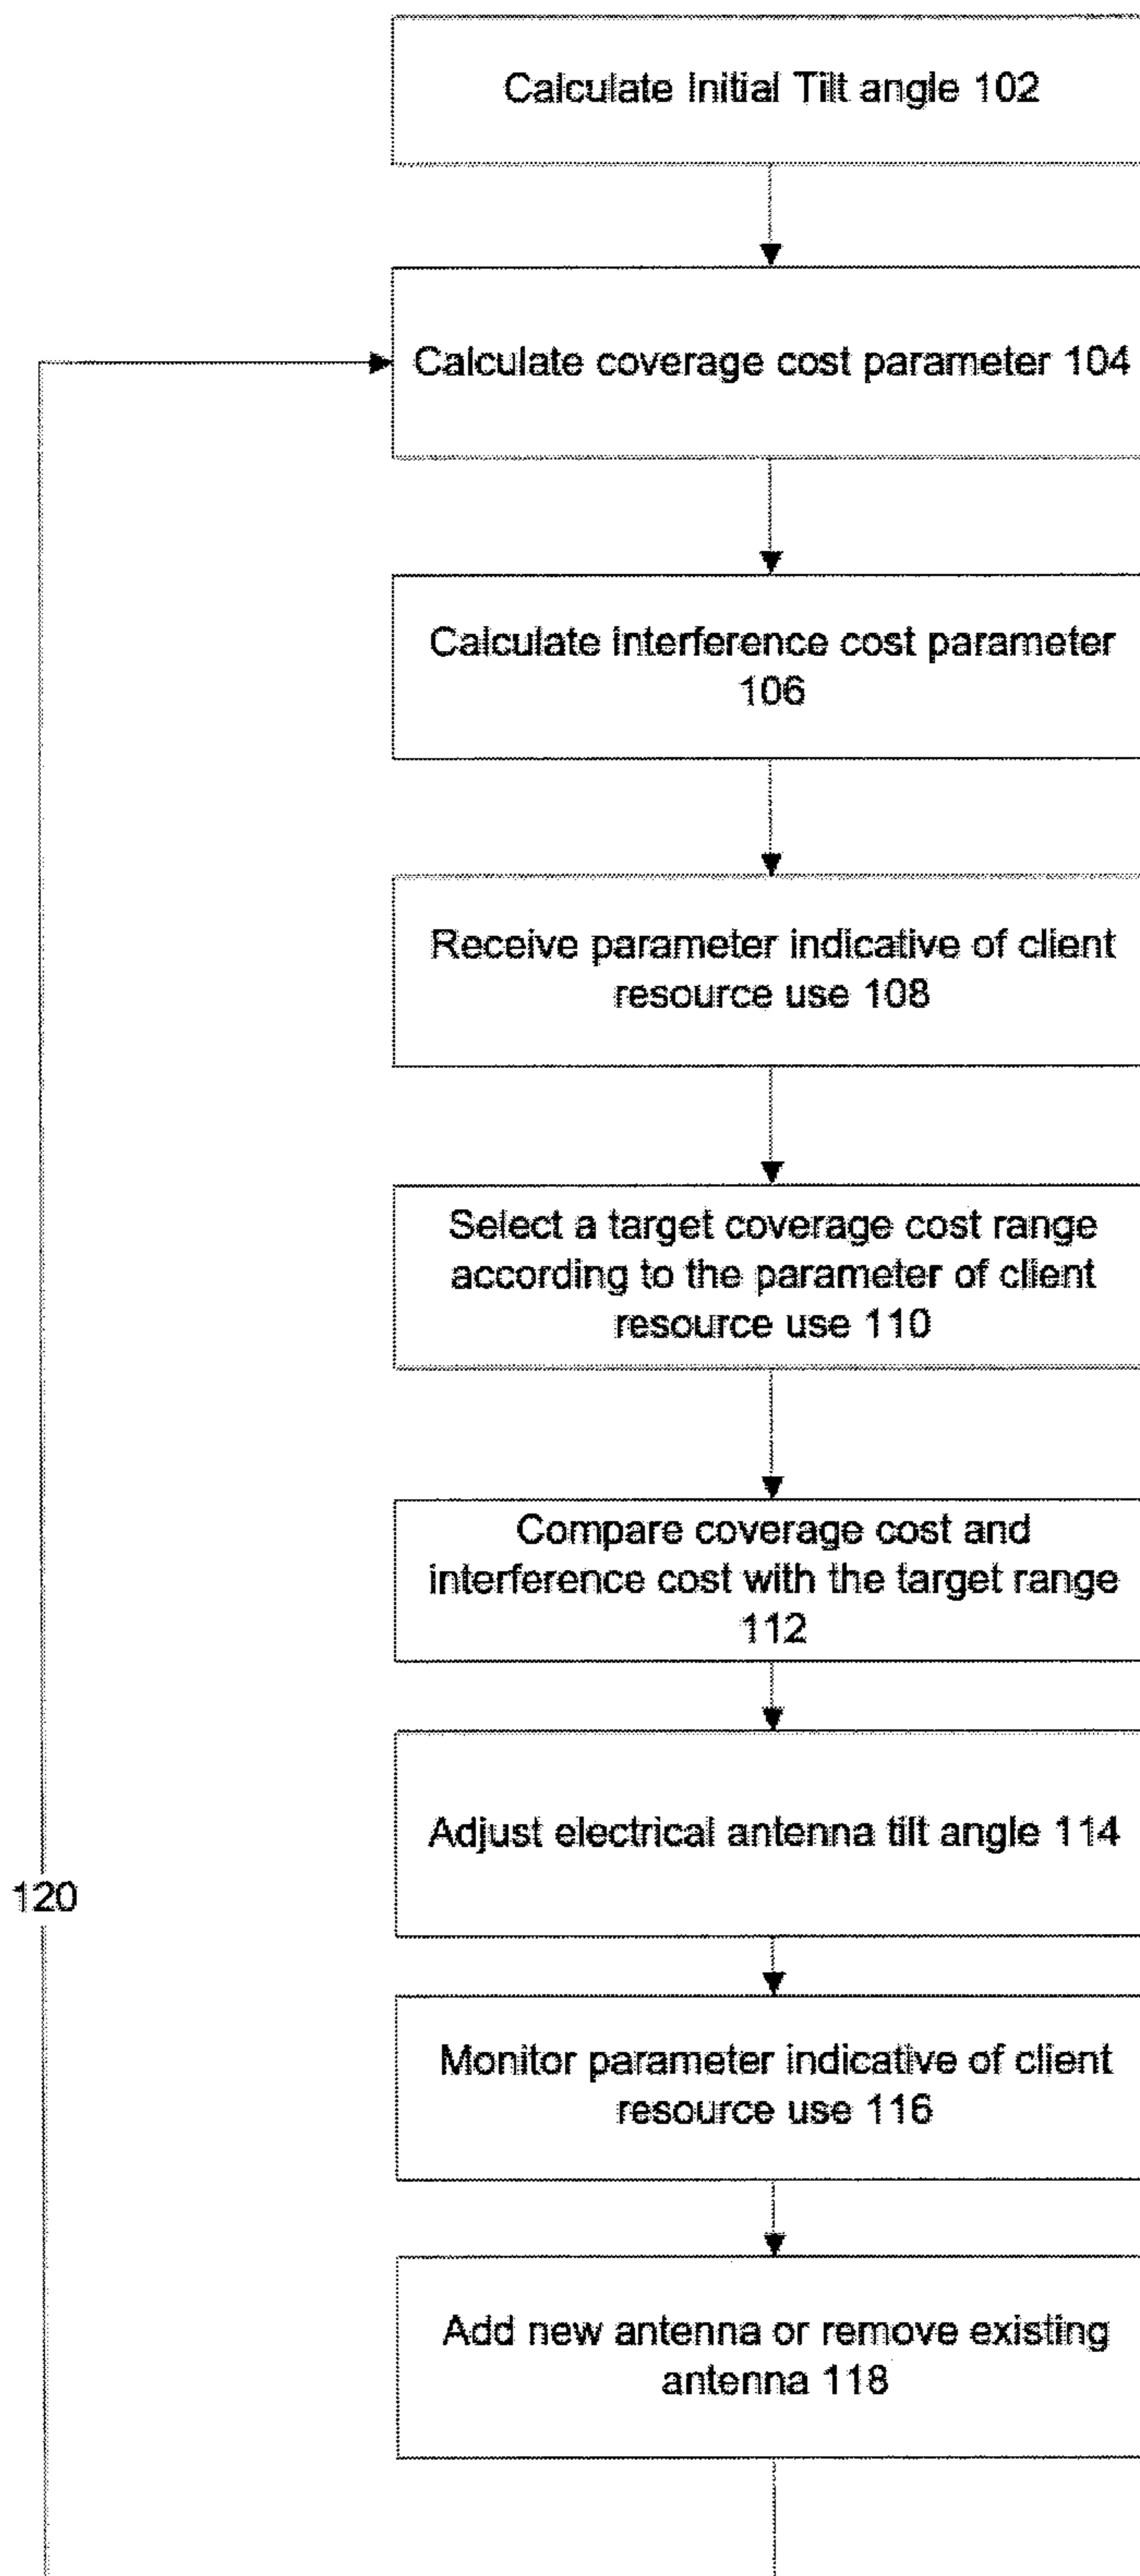 Calculate Initial Tilt angle 102
Calculate coverage cost parameter 104
Calculate interference cost parameter
106
Receive parameter indicative of client
resource use 108
Select a target coverage cost range
according to the parameter of client
resource use 110
Compare coverage cost and
interference cost with the target range
112
Adjust electrical antenna tilt angle 114
120
Monitor parameter indicative of client
resource use 116
Add new antenna or remove existing
antenna 118